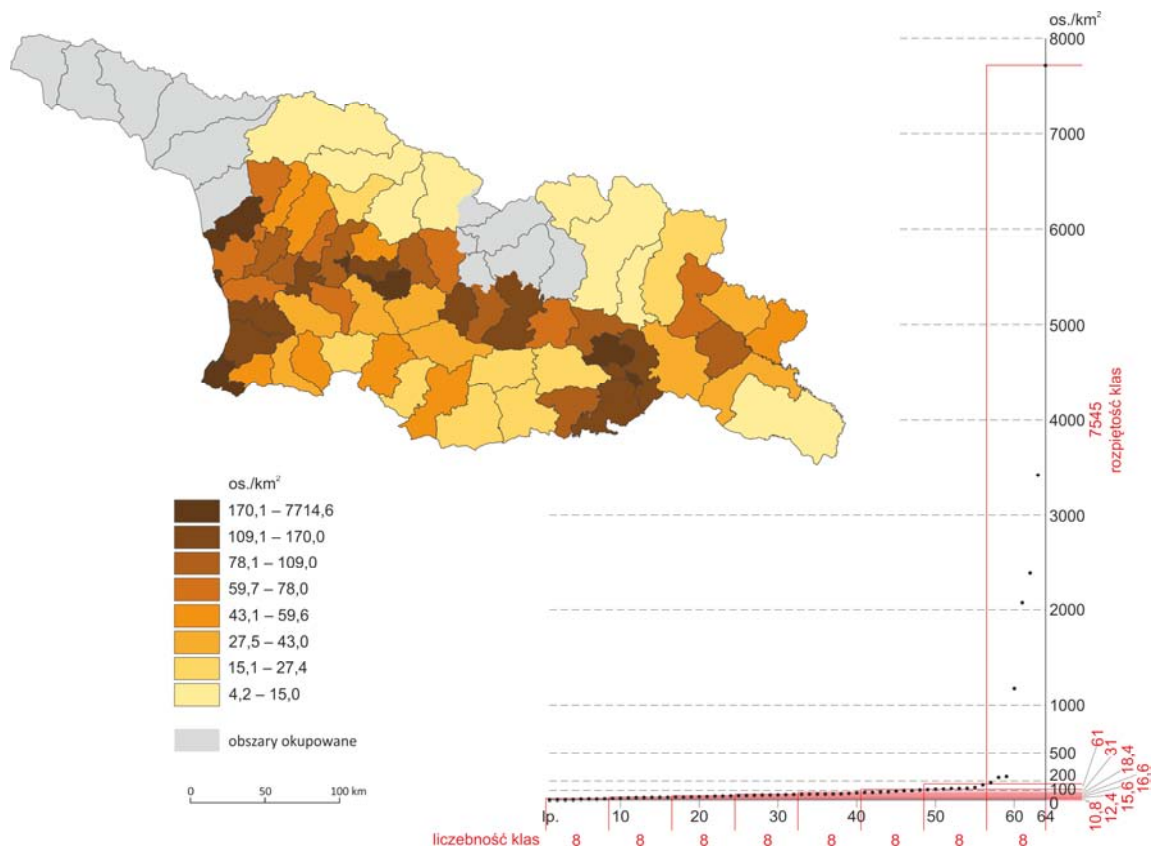 os./km²
8000
7000
6000
5000
4000
3000
2000
1000
500
200
100
0
7545
rozpiętość klas
os./km²
170,1 – 7714,6
109,1 – 170,0
78,1 – 109,0
59,7 – 78,0
43,1 – 59,6
27,5 – 43,0
15,1 – 27,4
4,2 – 15,0
obszary okupowane
0 50 100 km
61
31
18,4
16,6
15,6
12,4
10,8
lp. 10 20 30 40 50 60 64
liczebność klas 8 8 8 8 8 8 8 8